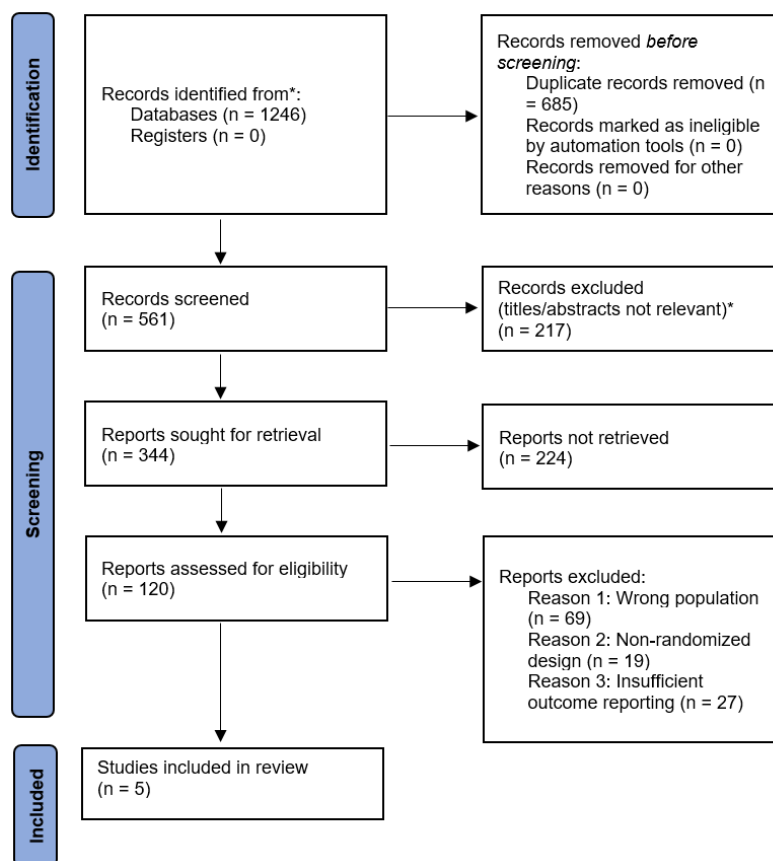 Identification
Records identified from*:
Databases (n = 1246)
Registers (n = 0)
Records removed before
screening:
Duplicate records removed (n
= 685)
Records marked as ineligible
by automation tools (n = 0)
Records removed for other
reasons (n = 0)
Screening
Records screened
(n = 561)
Records excluded
(titles/abstracts not relevant)*
(n = 217)
Reports sought for retrieval
(n = 344)
Reports not retrieved
(n = 224)
Reports assessed for eligibility
(n = 120)
Reports excluded:
Reason 1: Wrong population
(n = 69)
Reason 2: Non-randomized
design (n = 19)
Reason 3: Insufficient
outcome reporting (n = 27)
Included
Studies included in review
(n = 5)